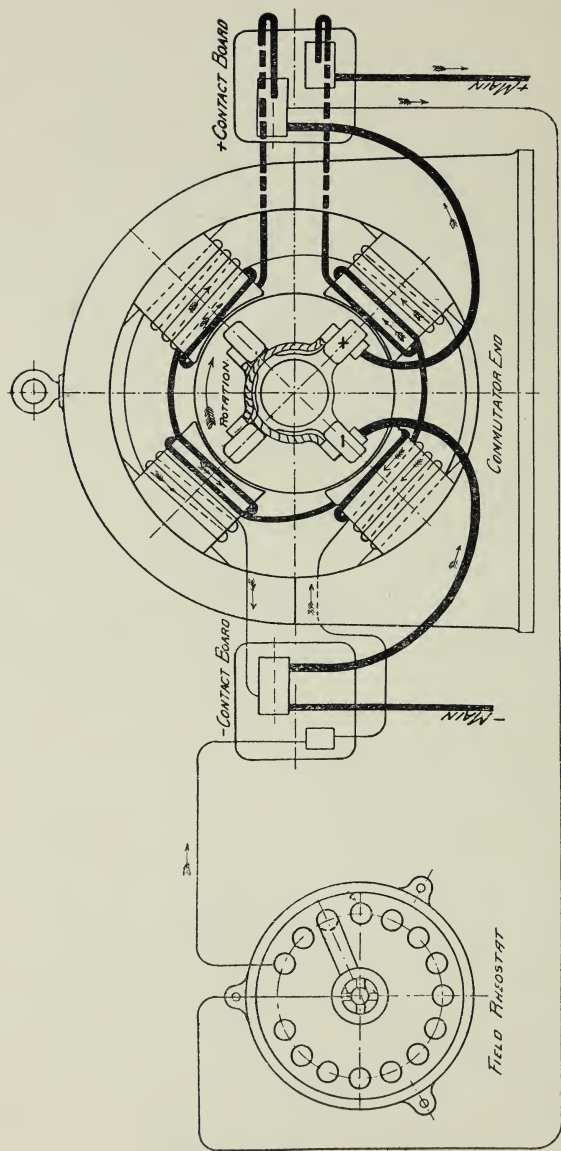 +CONTACT BOARD
+MAIN
ROTATION
+
−
COMMUTATOR END
-CONTACT BOARD
-MAIN
FIELD RHEOSTAT